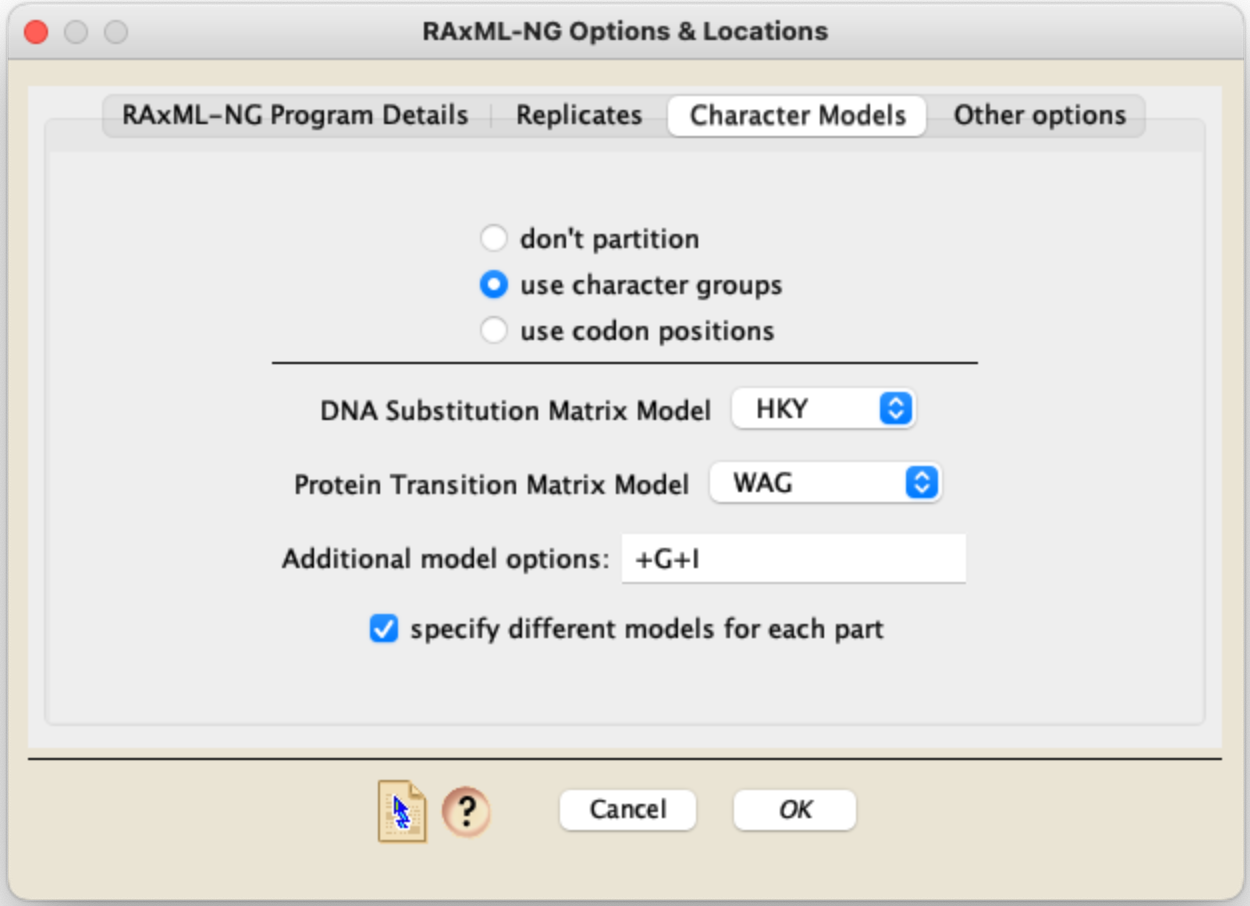 RAxML-NG Options & Locations
RAxML-NG Program Details Replicates Character Models Other options
don't partition
use character groups
use codon positions
DNA Substitution Matrix Model HKY
Protein Transition Matrix Model WAG
Additional model options: +G+I
specify different models for each part
? Cancel OK